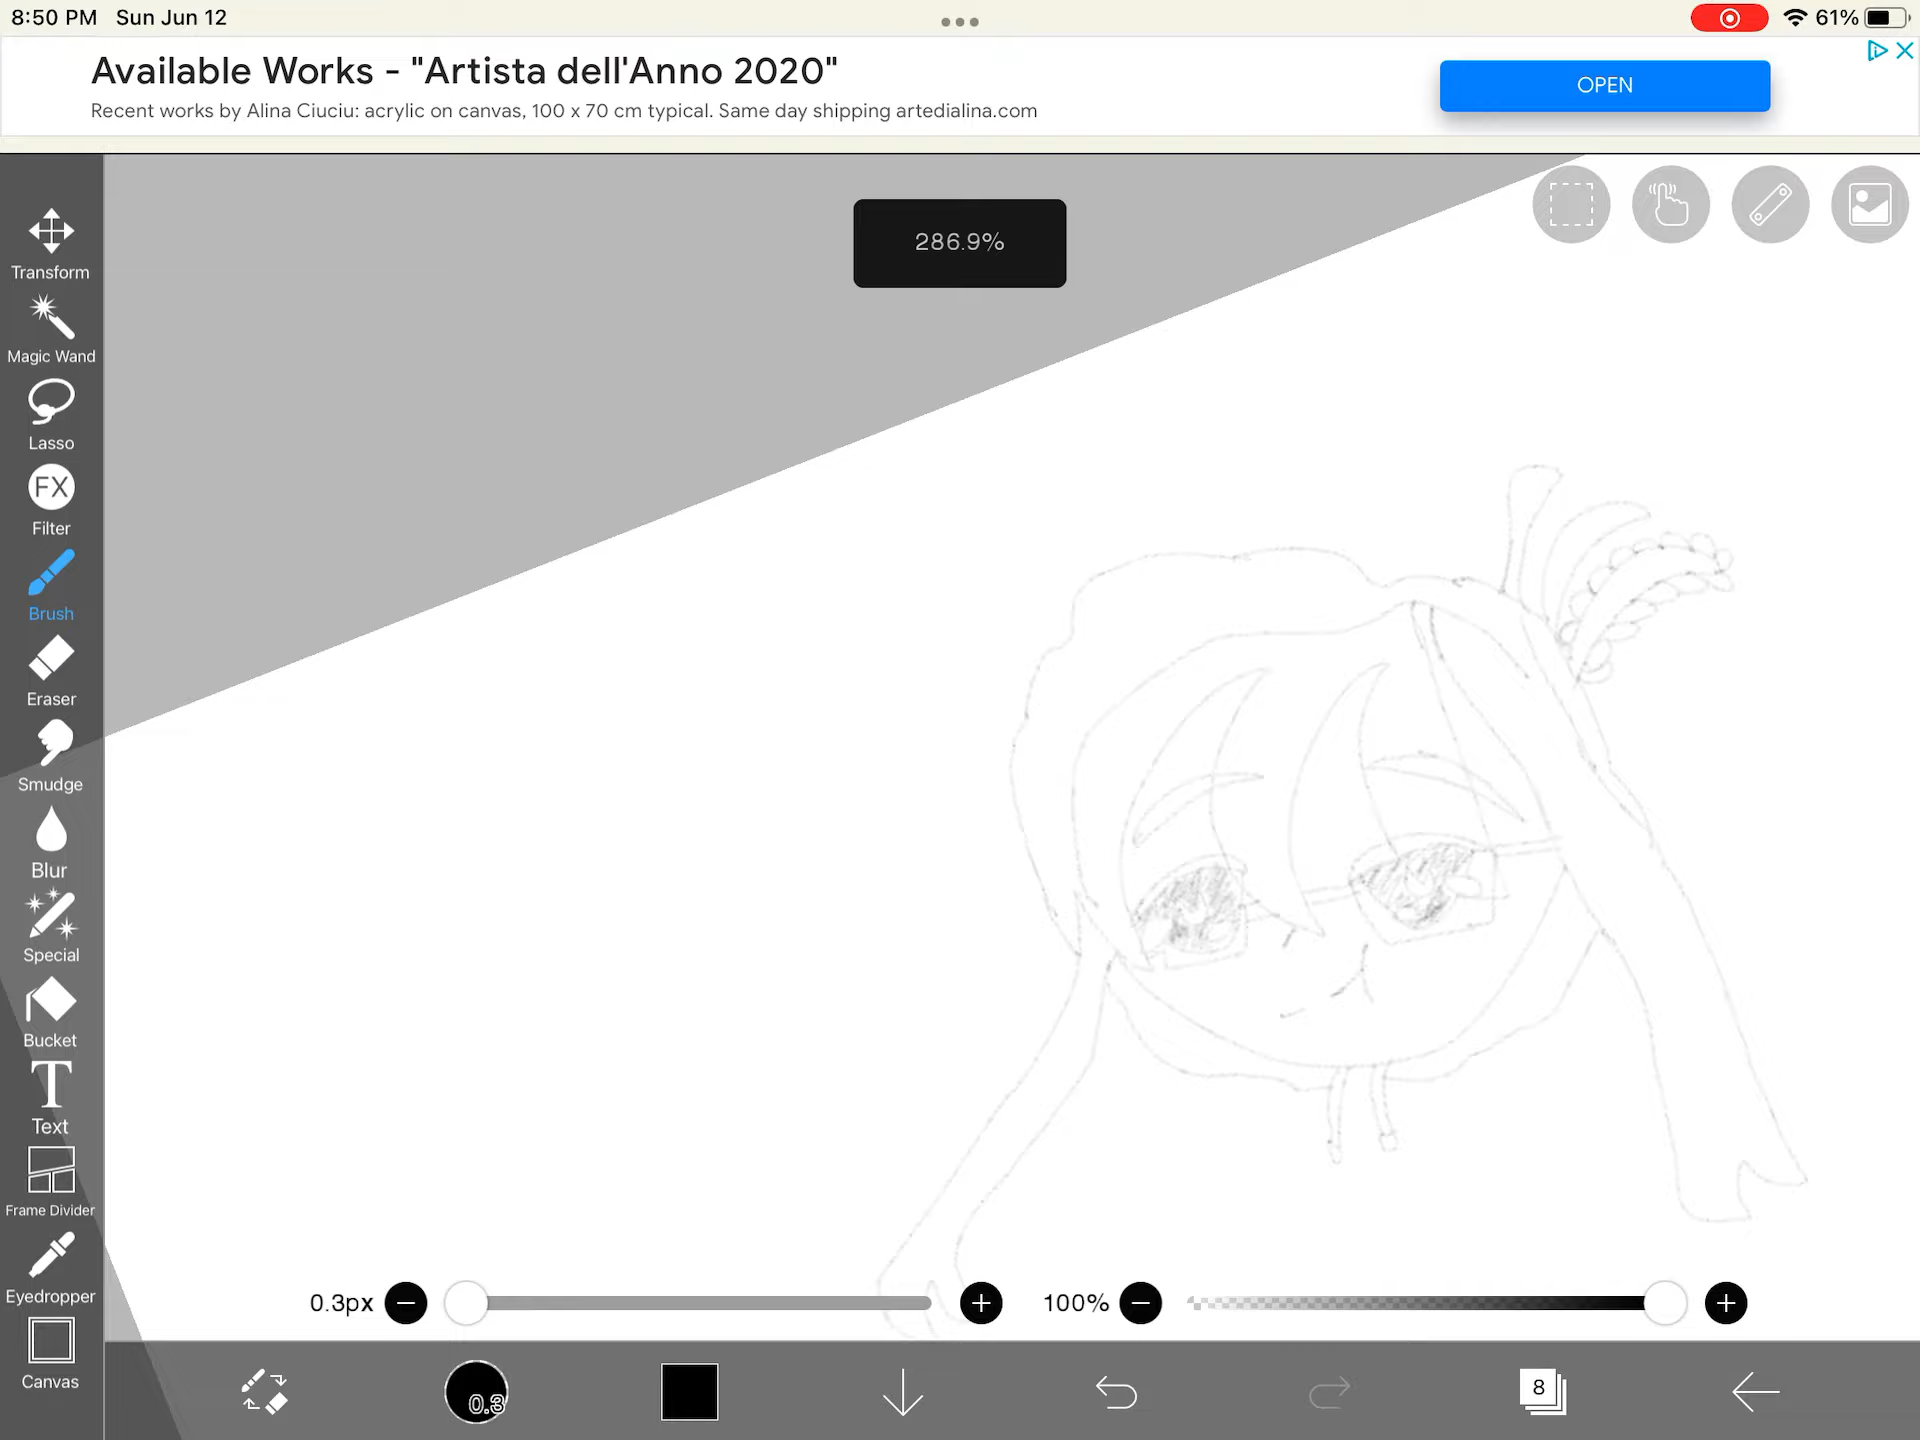 8:50 PM Sun Jun 12
61%
Available Works - "Artista dell'Anno 2020"
Recent works by Alina Ciuciu: acrylic on canvas, 100 x 70 cm typical. Same day shipping artedialina.com
OPEN
286.9%
Transform
Magic Wand
Lasso
FX
Filter
Brush
Eraser
Smudge
Blur
Special
Bucket
T
Text
Frame Divider
Eyedropper
Canvas
0.3px
100%
0.3
8